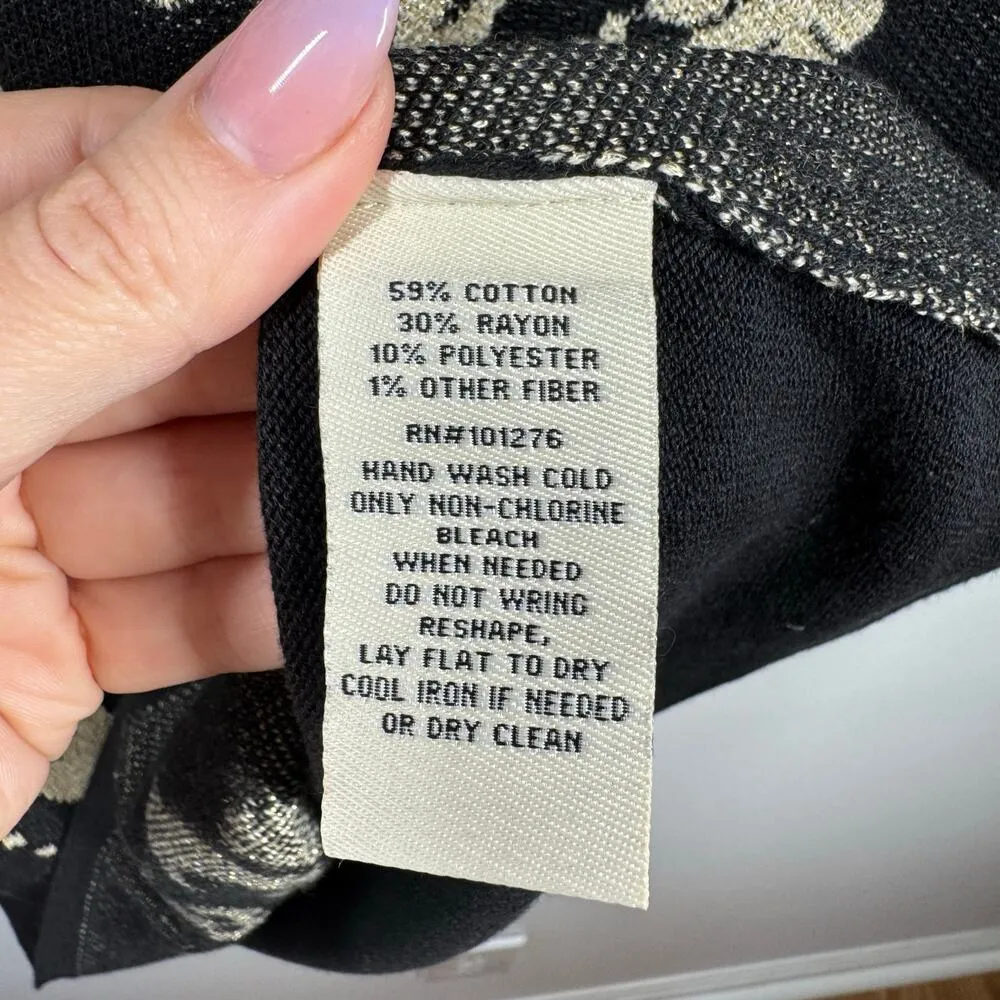 59% COTTON
30% RAYON
10% POLYESTER
1% OTHER FIBER
RN#101276
HAND WASH COLD
ONLY NON-CHLORINE
BLEACH
WHEN NEEDED
DO NOT WRING
RESHAPE,
LAY FLAT TO DRY
COOL IRON IF NEEDED
OR DRY CLEAN